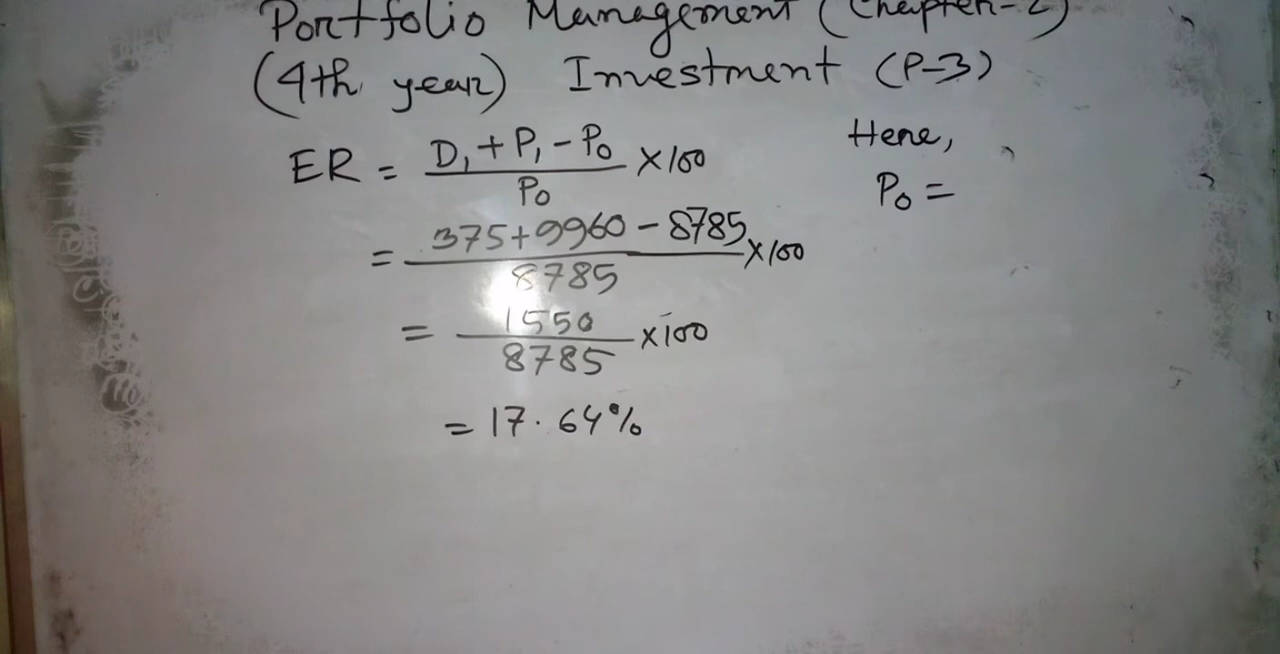 Portfolio Management (Chapter-2)
(4th year) Investment (P-3)
ER = D₁ + P₁ - P₀ / P₀ × 100
Here,
P₀ =
= 375 + 9960 - 8785 / 8785 × 100
= 1550 / 8785 × 100
= 17.64%